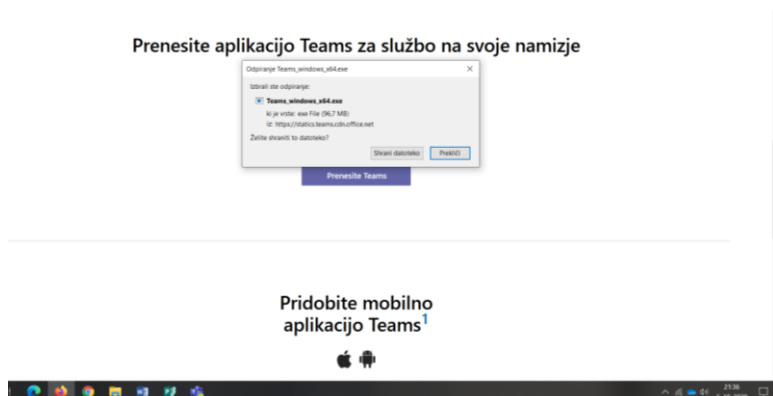 Prenesite aplikacijo Teams za službo na svoje namizje
Odpiranje Teams_windows_x64.exe
Izbrali ste odpiranje:
Teams_windows_x64.exe
ki je vrste: exe File (96,7 MB)
iz: https://statics.teams.cdn.office.net
Želite shraniti to datoteko?
Shrani datoteko
Prekliči
Prenesite Teams
Pridobite mobilno
aplikacijo Teams1
21:36